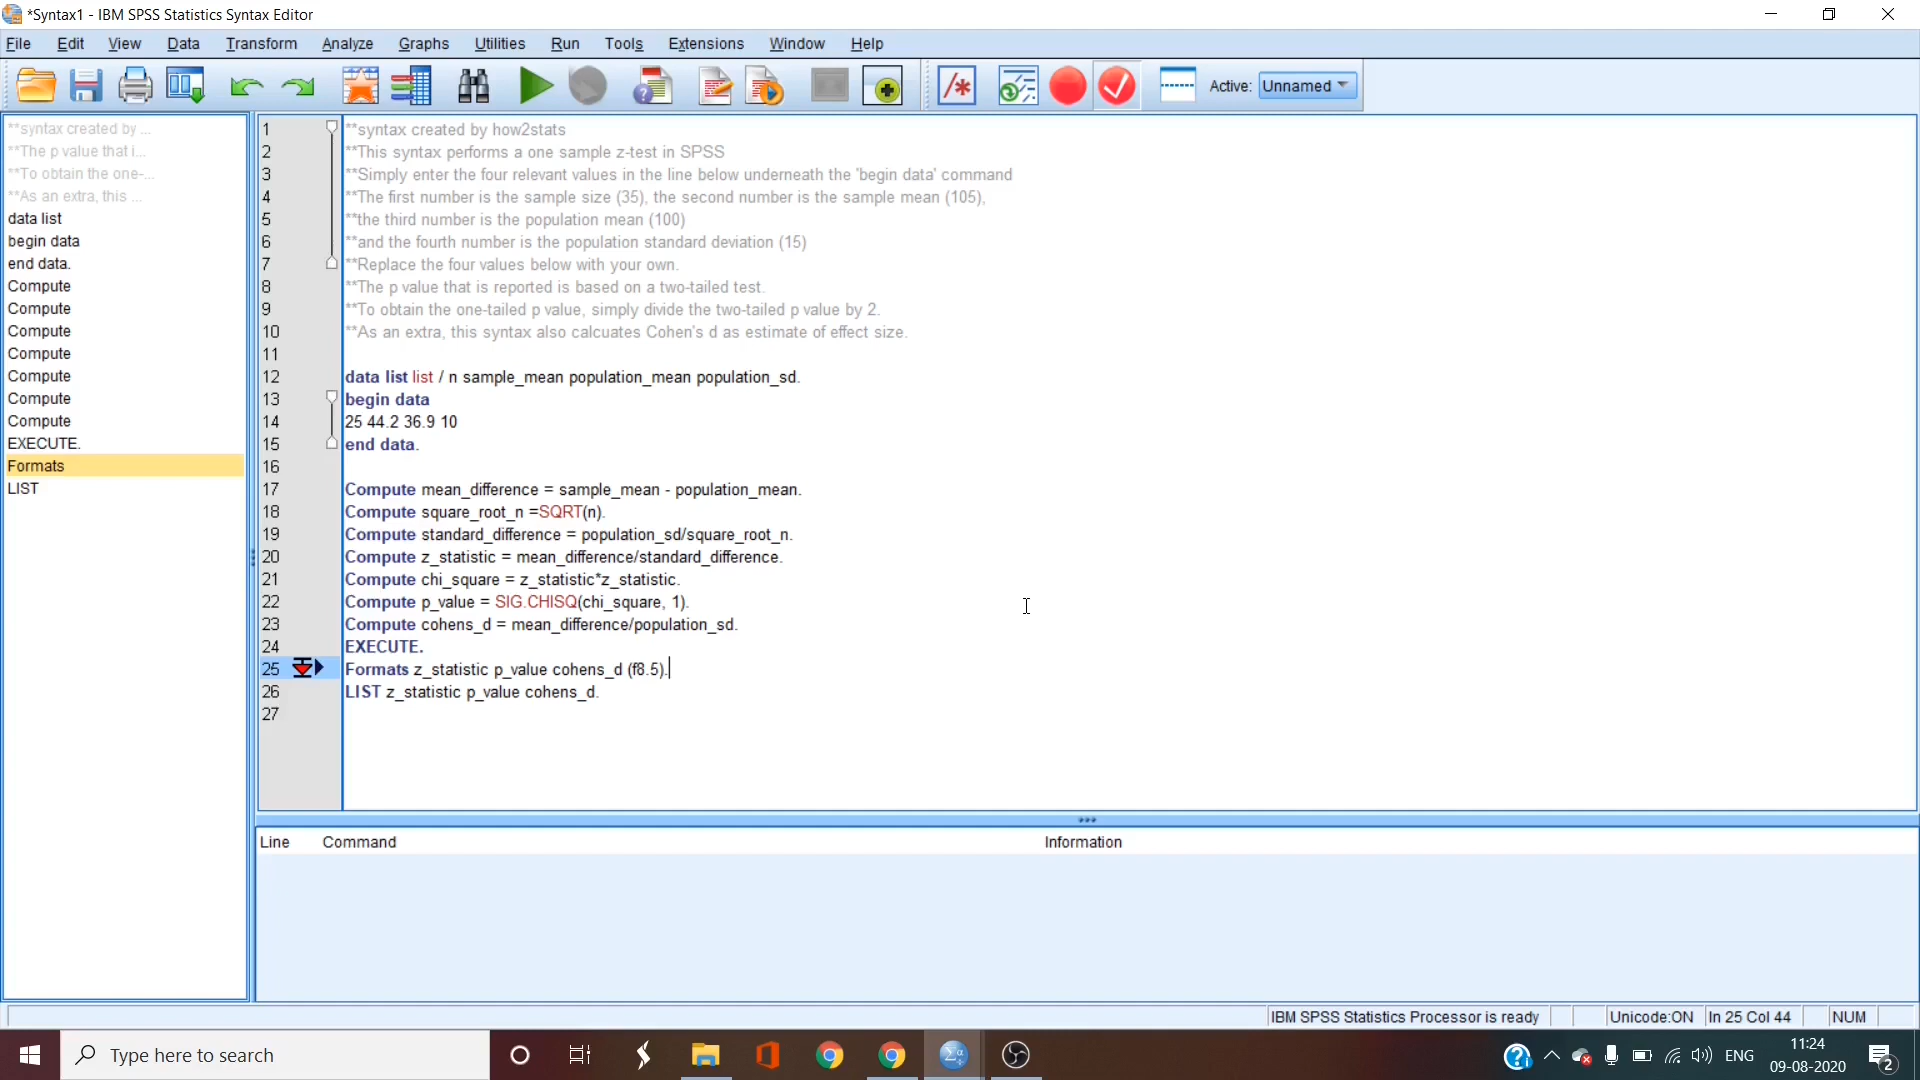 *Syntax1 - IBM SPSS Statistics Syntax Editor
File Edit View Data Transform Analyze Graphs Utilities Run Tools Extensions Window Help
Active: Unnamed
**syntax created by ...
**The p value that i...
**To obtain the one-...
**As an extra, this ...
data list
begin data
end data.
Compute
Compute
Compute
Compute
Compute
Compute
Compute
EXECUTE.
Formats
LIST
1 **syntax created by how2stats
2 **This syntax performs a one sample z-test in SPSS
3 **Simply enter the four relevant values in the line below underneath the 'begin data' command
4 **The first number is the sample size (35), the second number is the sample mean (105),
5 **the third number is the population mean (100)
6 **and the fourth number is the population standard deviation (15)
7 **Replace the four values below with your own.
8 **The p value that is reported is based on a two-tailed test.
9 **To obtain the one-tailed p value, simply divide the two-tailed p value by 2.
10 **As an extra, this syntax also calcuates Cohen's d as estimate of effect size.
11
12 data list list / n sample_mean population_mean population_sd.
13 begin data
14 25 44.2 36.9 10
15 end data.
16
17 Compute mean_difference = sample_mean - population_mean.
18 Compute square_root_n =SQRT(n).
19 Compute standard_difference = population_sd/square_root_n.
20 Compute z_statistic = mean_difference/standard_difference.
21 Compute chi_square = z_statistic*z_statistic.
22 Compute p_value = SIG.CHISQ(chi_square, 1).
23 Compute cohens_d = mean_difference/population_sd.
24 EXECUTE.
25 Formats z_statistic p_value cohens_d (f8.5).
26 LIST z_statistic p_value cohens_d.
27
Line Command Information
IBM SPSS Statistics Processor is ready Unicode:ON In 25 Col 44 NUM
Type here to search
ENG
11:24
09-08-2020
2